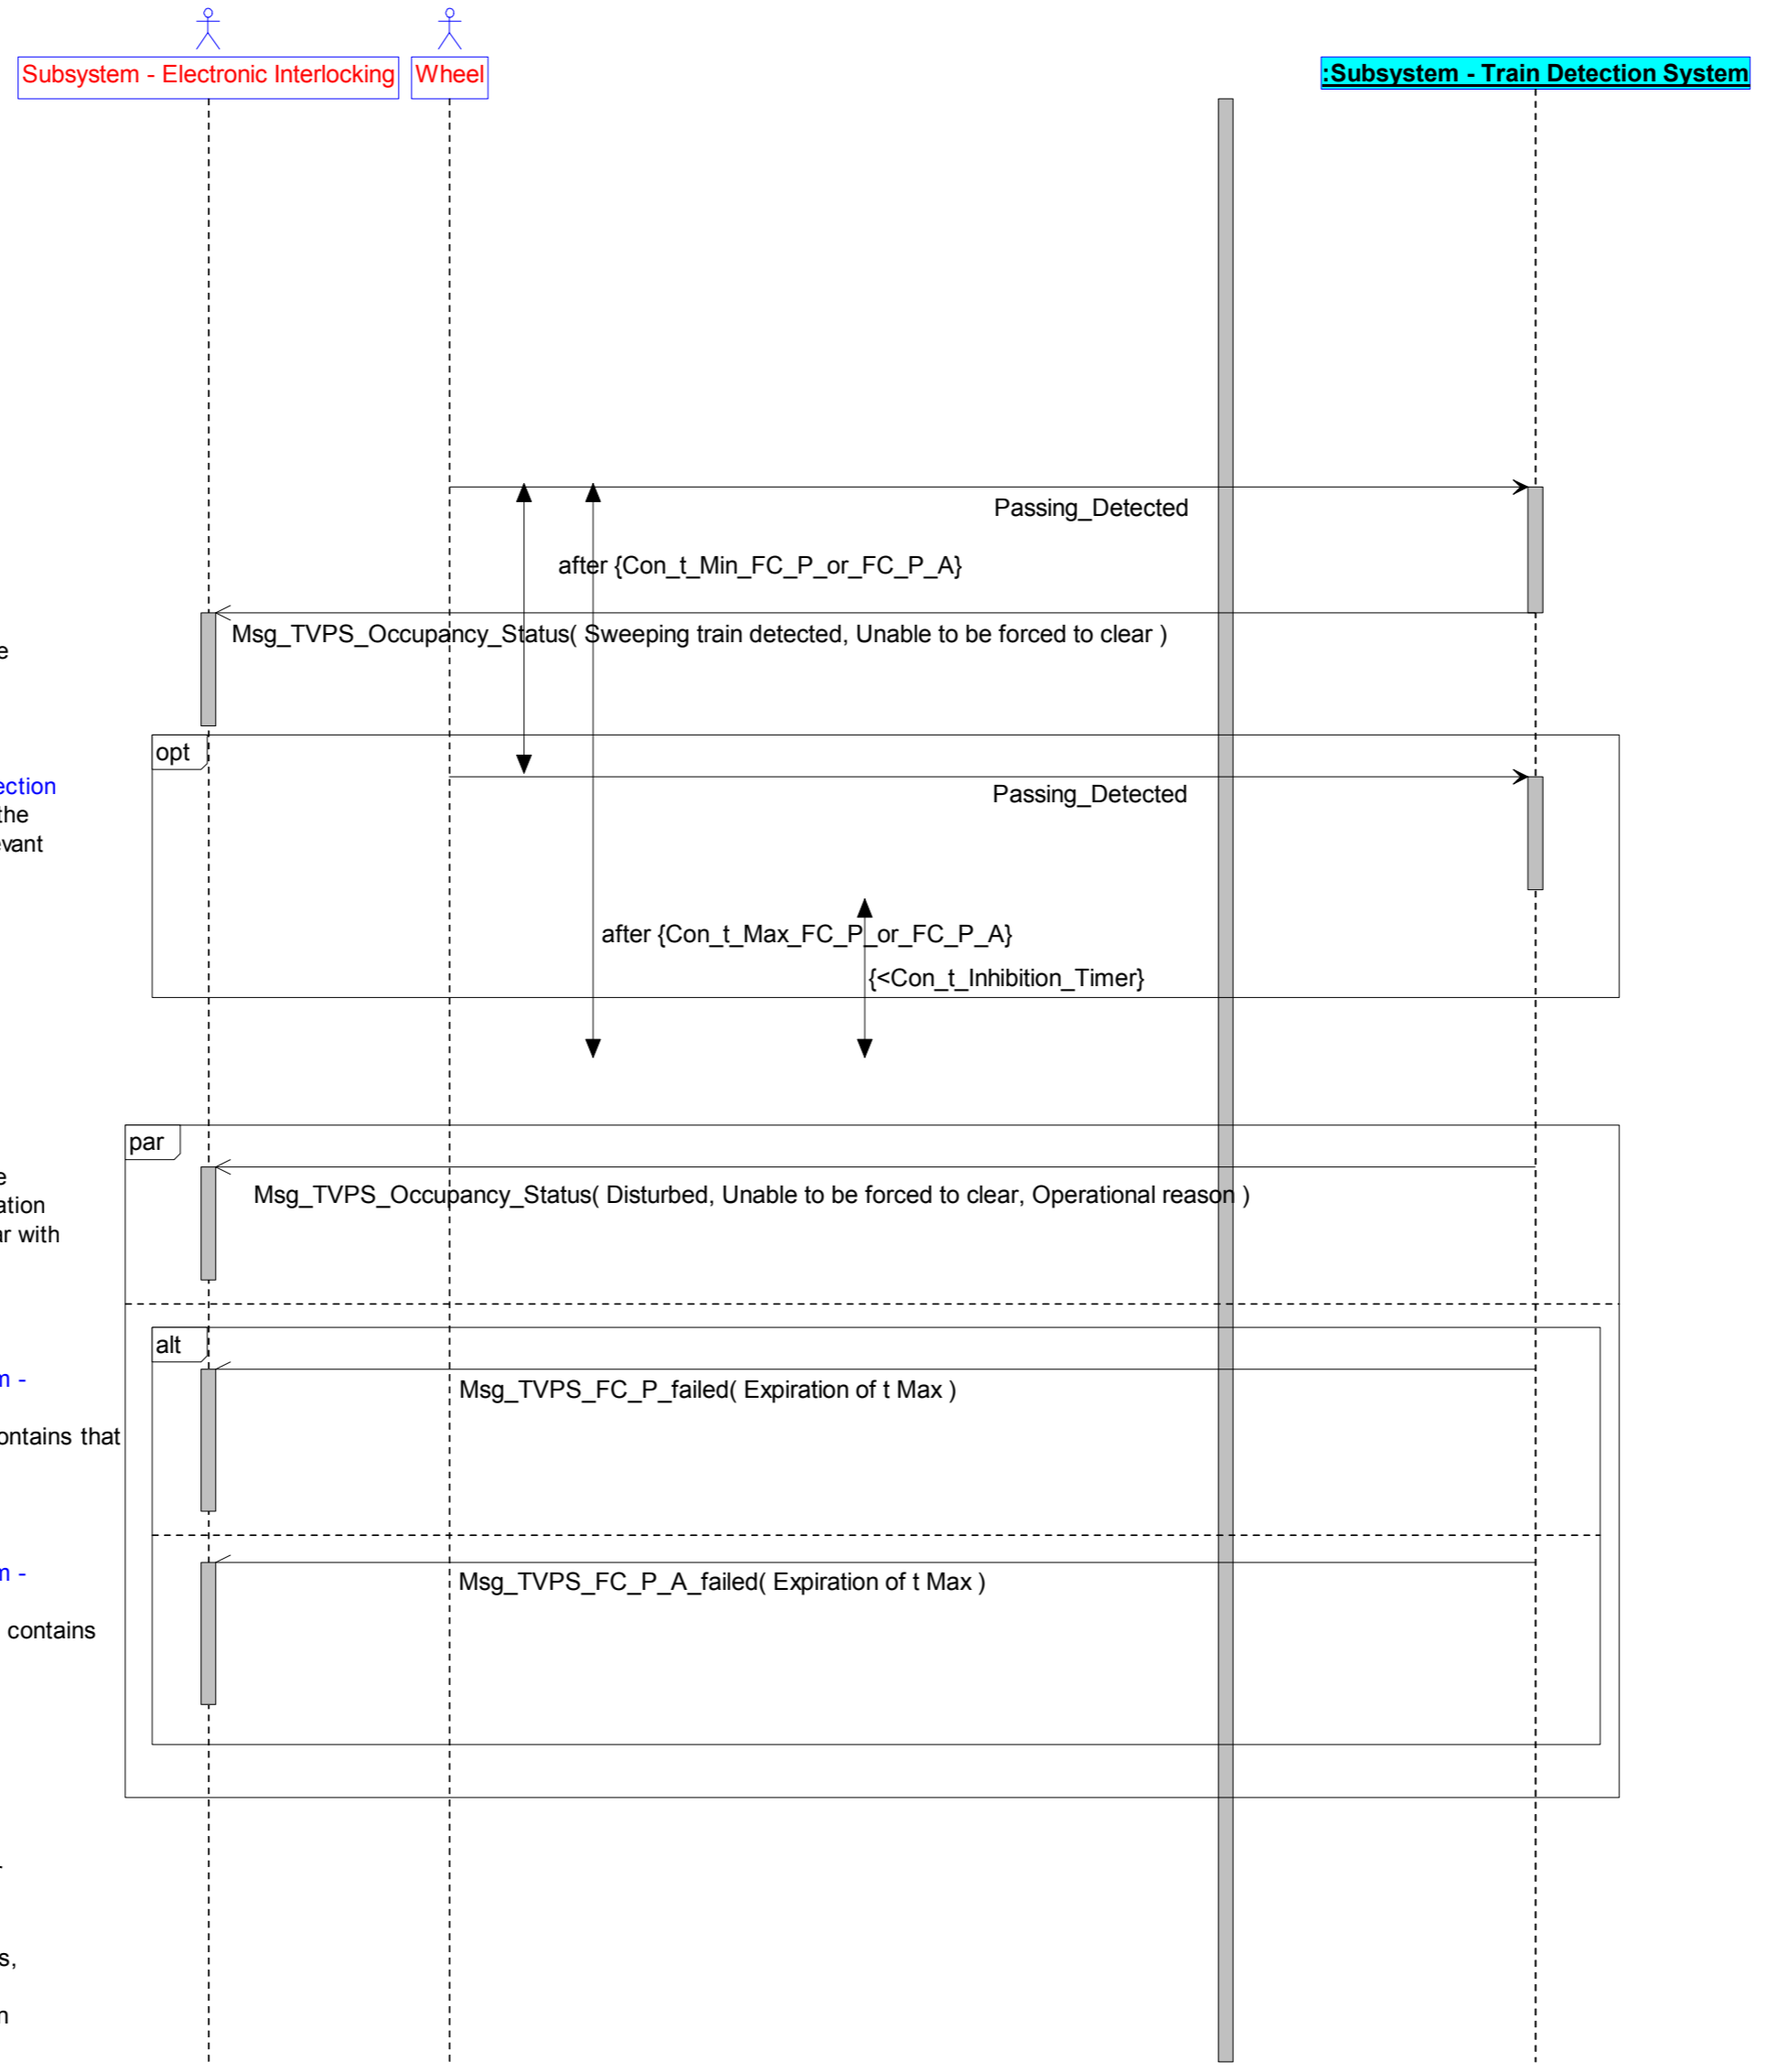 Subsystem - Electronic Interlocking
Wheel
:Subsystem - Train Detection System
Passing_Detected
after {Con_t_Min_FC_P_or_FC_P_A}
Msg_TVPS_Occupancy_Status( Sweeping train detected, Unable to be forced to clear )
opt
ection
the
evant
Passing_Detected
after {Con_t_Max_FC_P_or_FC_P_A}
{<Con_t_Inhibition_Timer}
par
Msg_TVPS_Occupancy_Status( Disturbed, Unable to be forced to clear, Operational reason )
ation
ar with
alt
m -
Msg_TVPS_FC_P_failed( Expiration of t Max )
ontains that
m -
Msg_TVPS_FC_P_A_failed( Expiration of t Max )
contains
s,